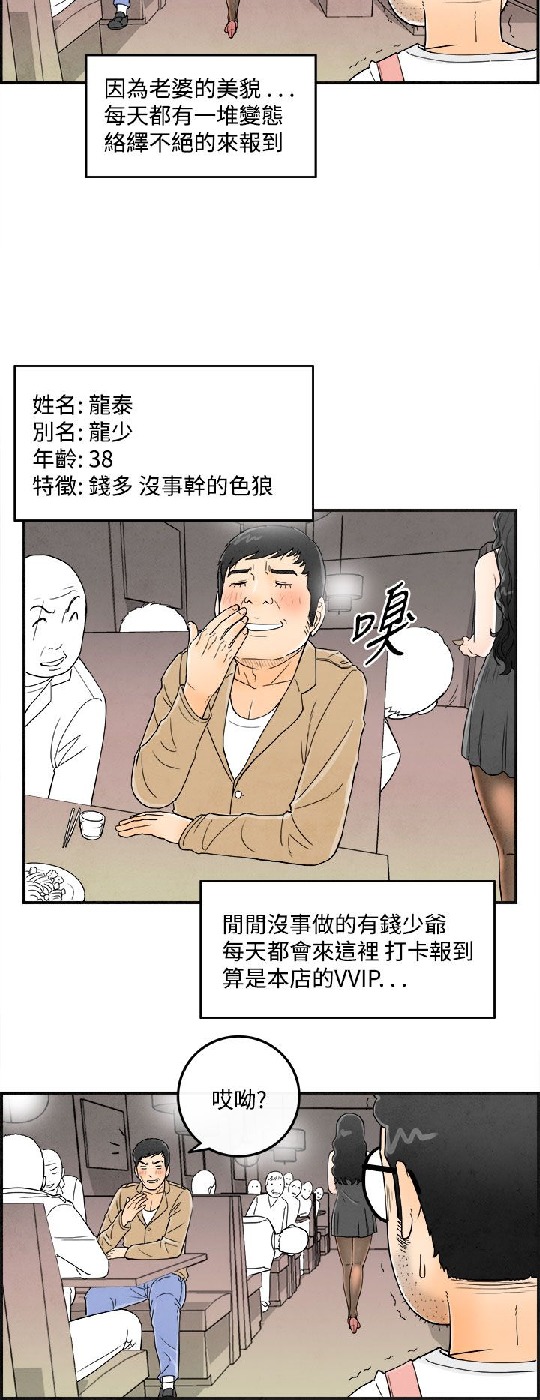 因為老婆的美貌...
每天都有一堆變態
絡繹不絕的來報到
姓名: 龍泰
別名: 龍少
年齡: 38
特徵: 錢多 沒事幹的色狼
嗅
閒閒沒事做的有錢少爺
每天都會來這裡 打卡報到
算是本店的VVIP...
哎呦?